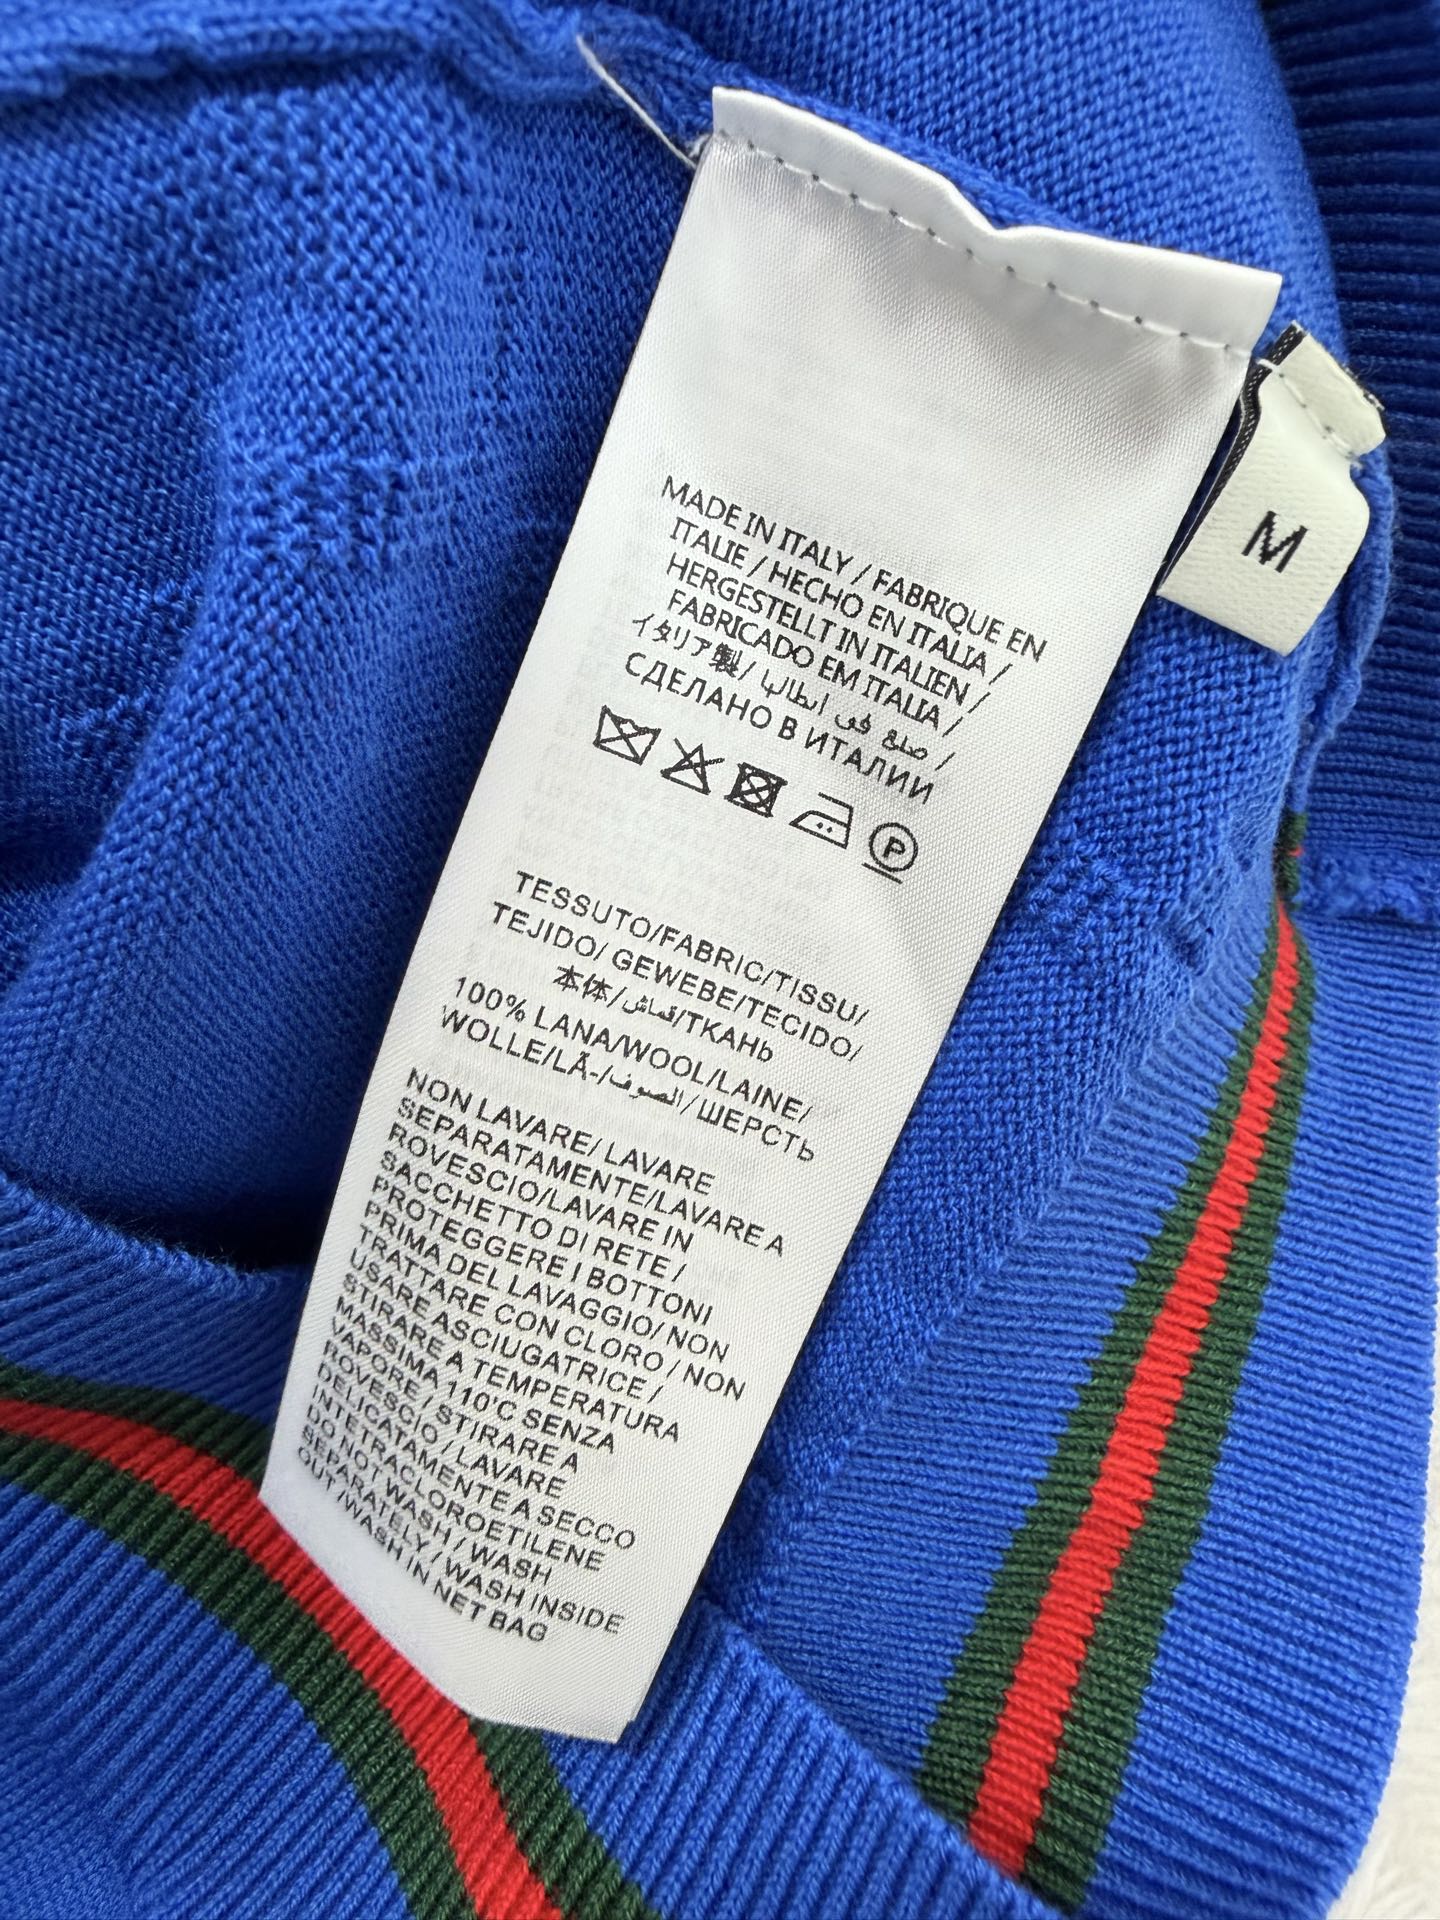 MADE IN ITALY / FABRIQUE EN
ITALIE / HECHO EN ITALIA /
HERGESTELLT IN ITALIEN /
FABRICADO EM ITALIA /
イタリア製/ صنع في ايطاليا /
СДЕЛАНО В ИТАЛИИ
P
TESSUTO/FABRIC/TISSU/
TEJIDO/ GEWEBE/TECIDO/
本体/قماش/ТКАНЬ
100% LANA/WOOL/LAINE/
WOLLE/LÃ-/الصوف/ШЕРСТЬ
NON LAVARE/ LAVARE
SEPARATAMENTE/LAVARE A
ROVESCIO/LAVARE IN
SACCHETTO DI RETE /
PROTEGGERE I BOTTONI
PRIMA DEL LAVAGGIO/ NON
TRATTARE CON CLORO / NON
USARE ASCIUGATRICE /
STIRARE A TEMPERATURA
MASSIMA 110'C SENZA
VAPORE / STIRARE A
ROVESCIO / LAVARE
DELICATAMENTE A SECCO
INTETRACLOROETILENE
DO NOT WASH / WASH
SEPARATELY / WASH INSIDE
OUT /WASH IN NET BAG
M